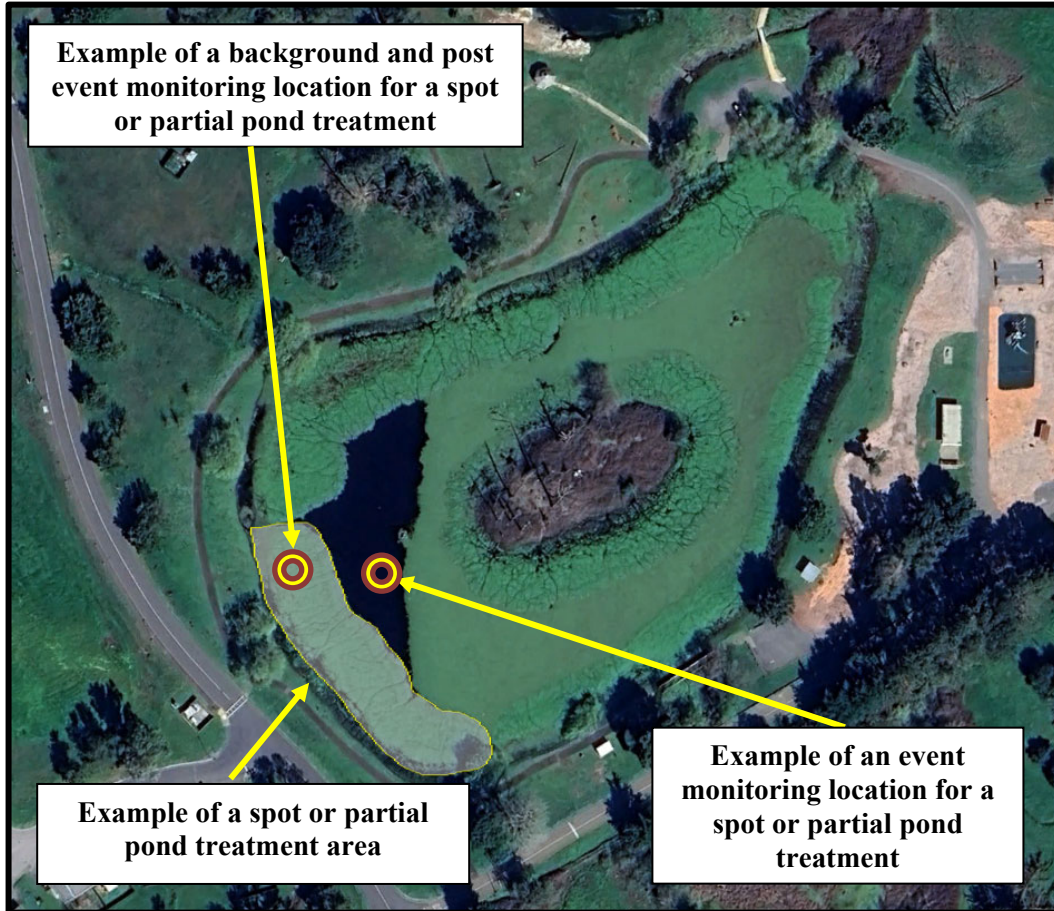 Example of a background and post
event monitoring location for a spot
or partial pond treatment
Example of a spot or partial
pond treatment area
Example of an event
monitoring location for a
spot or partial pond
treatment